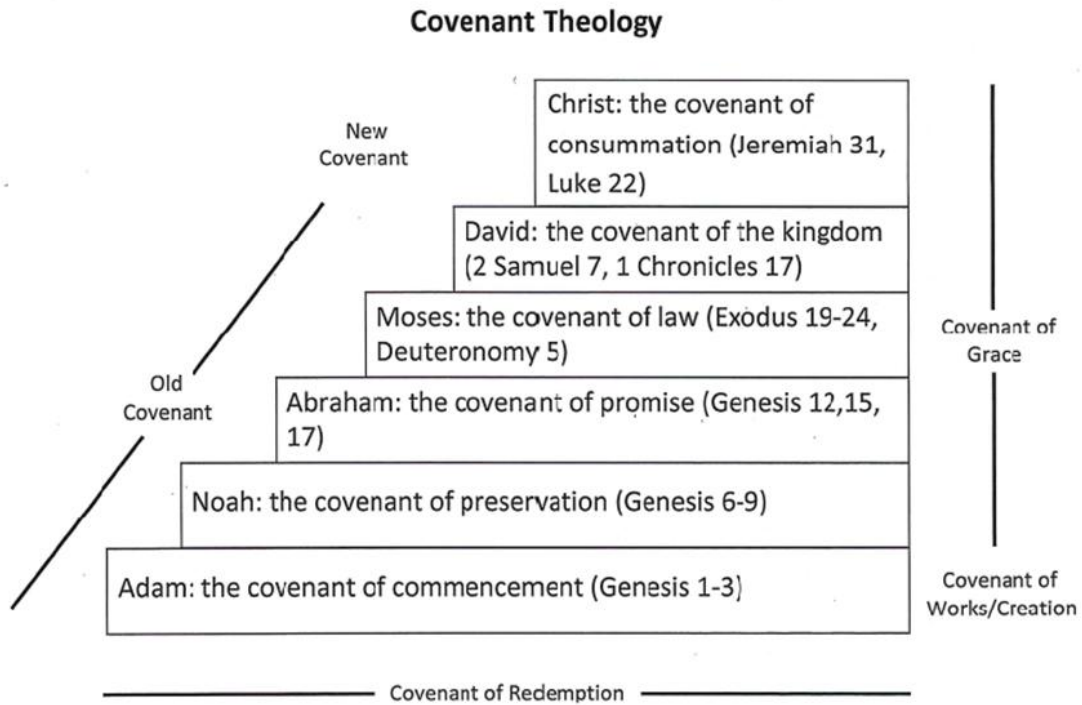 Covenant Theology
Christ: the covenant of
consummation (Jeremiah 31,
Luke 22)
New
Covenant
David: the covenant of the kingdom
(2 Samuel 7, 1 Chronicles 17)
Moses: the covenant of law (Exodus 19-24,
Deuteronomy 5)
Covenant of
Grace
Old
Covenant
Abraham: the covenant of promise (Genesis 12,15,
17)
Noah: the covenant of preservation (Genesis 6-9)
Adam: the covenant of commencement (Genesis 1-3)
Covenant of
Works/Creation
Covenant of Redemption